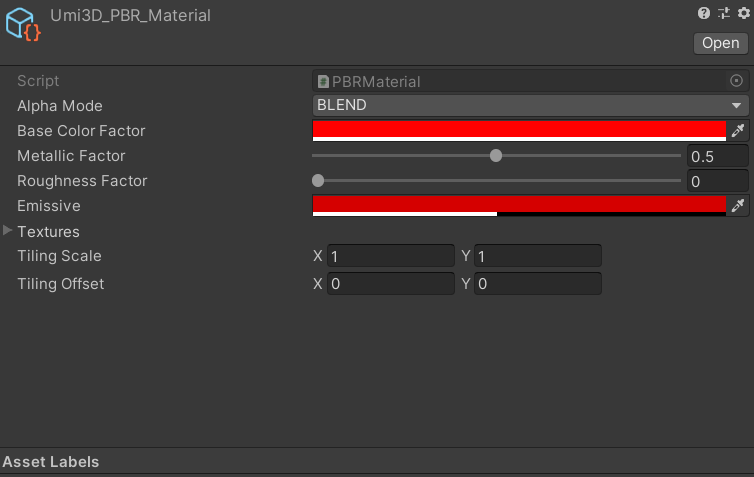 Umi3D_PBR_Material
Open
Script PBRMaterial
Alpha Mode BLEND
Base Color Factor
Metallic Factor 0.5
Roughness Factor 0
Emissive
Textures
Tiling Scale X 1 Y 1
Tiling Offset X 0 Y 0
Asset Labels